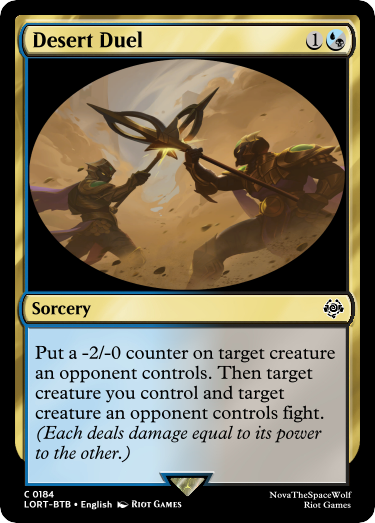 Desert Duel 1
Sorcery
Put a -2/-0 counter on target creature
an opponent controls. Then target
creature you control and target
creature an opponent controls fight.
(Each deals damage equal to its power
to the other.)
C 0184
LORT-BTB • English RIOT GAMES
NovaTheSpaceWolf
Riot Games